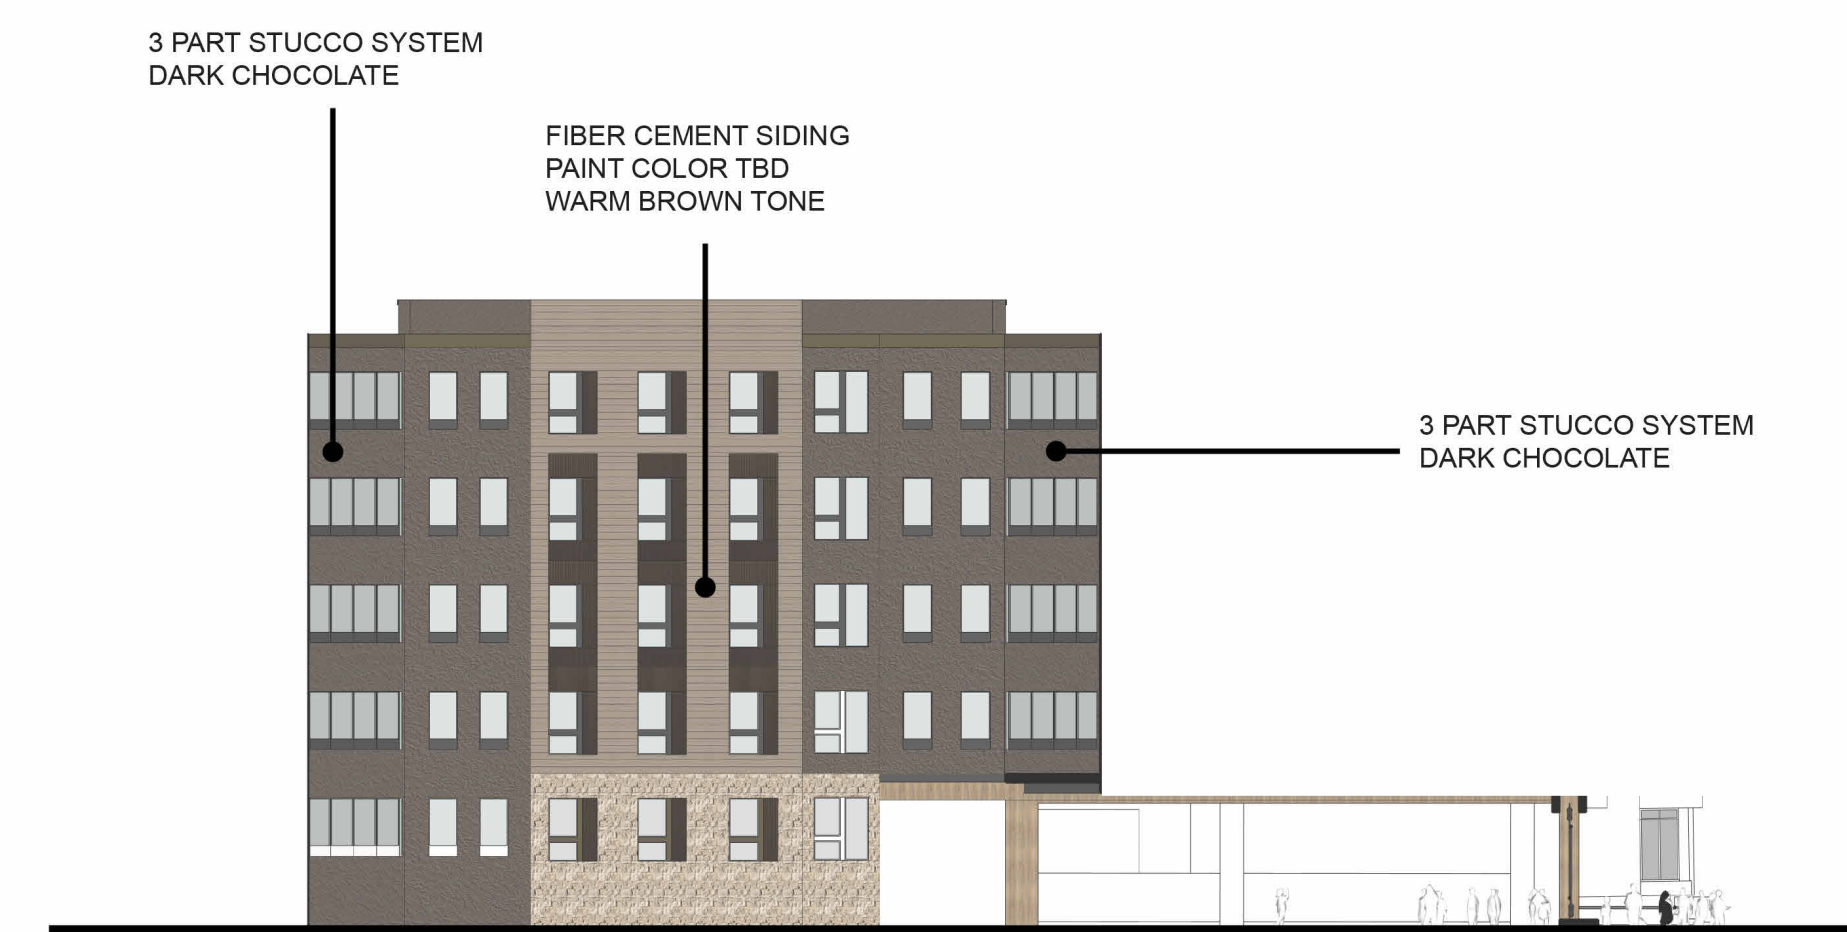 3 PART STUCCO SYSTEM
DARK CHOCOLATE
FIBER CEMENT SIDING
PAINT COLOR TBD
WARM BROWN TONE
3 PART STUCCO SYSTEM
DARK CHOCOLATE